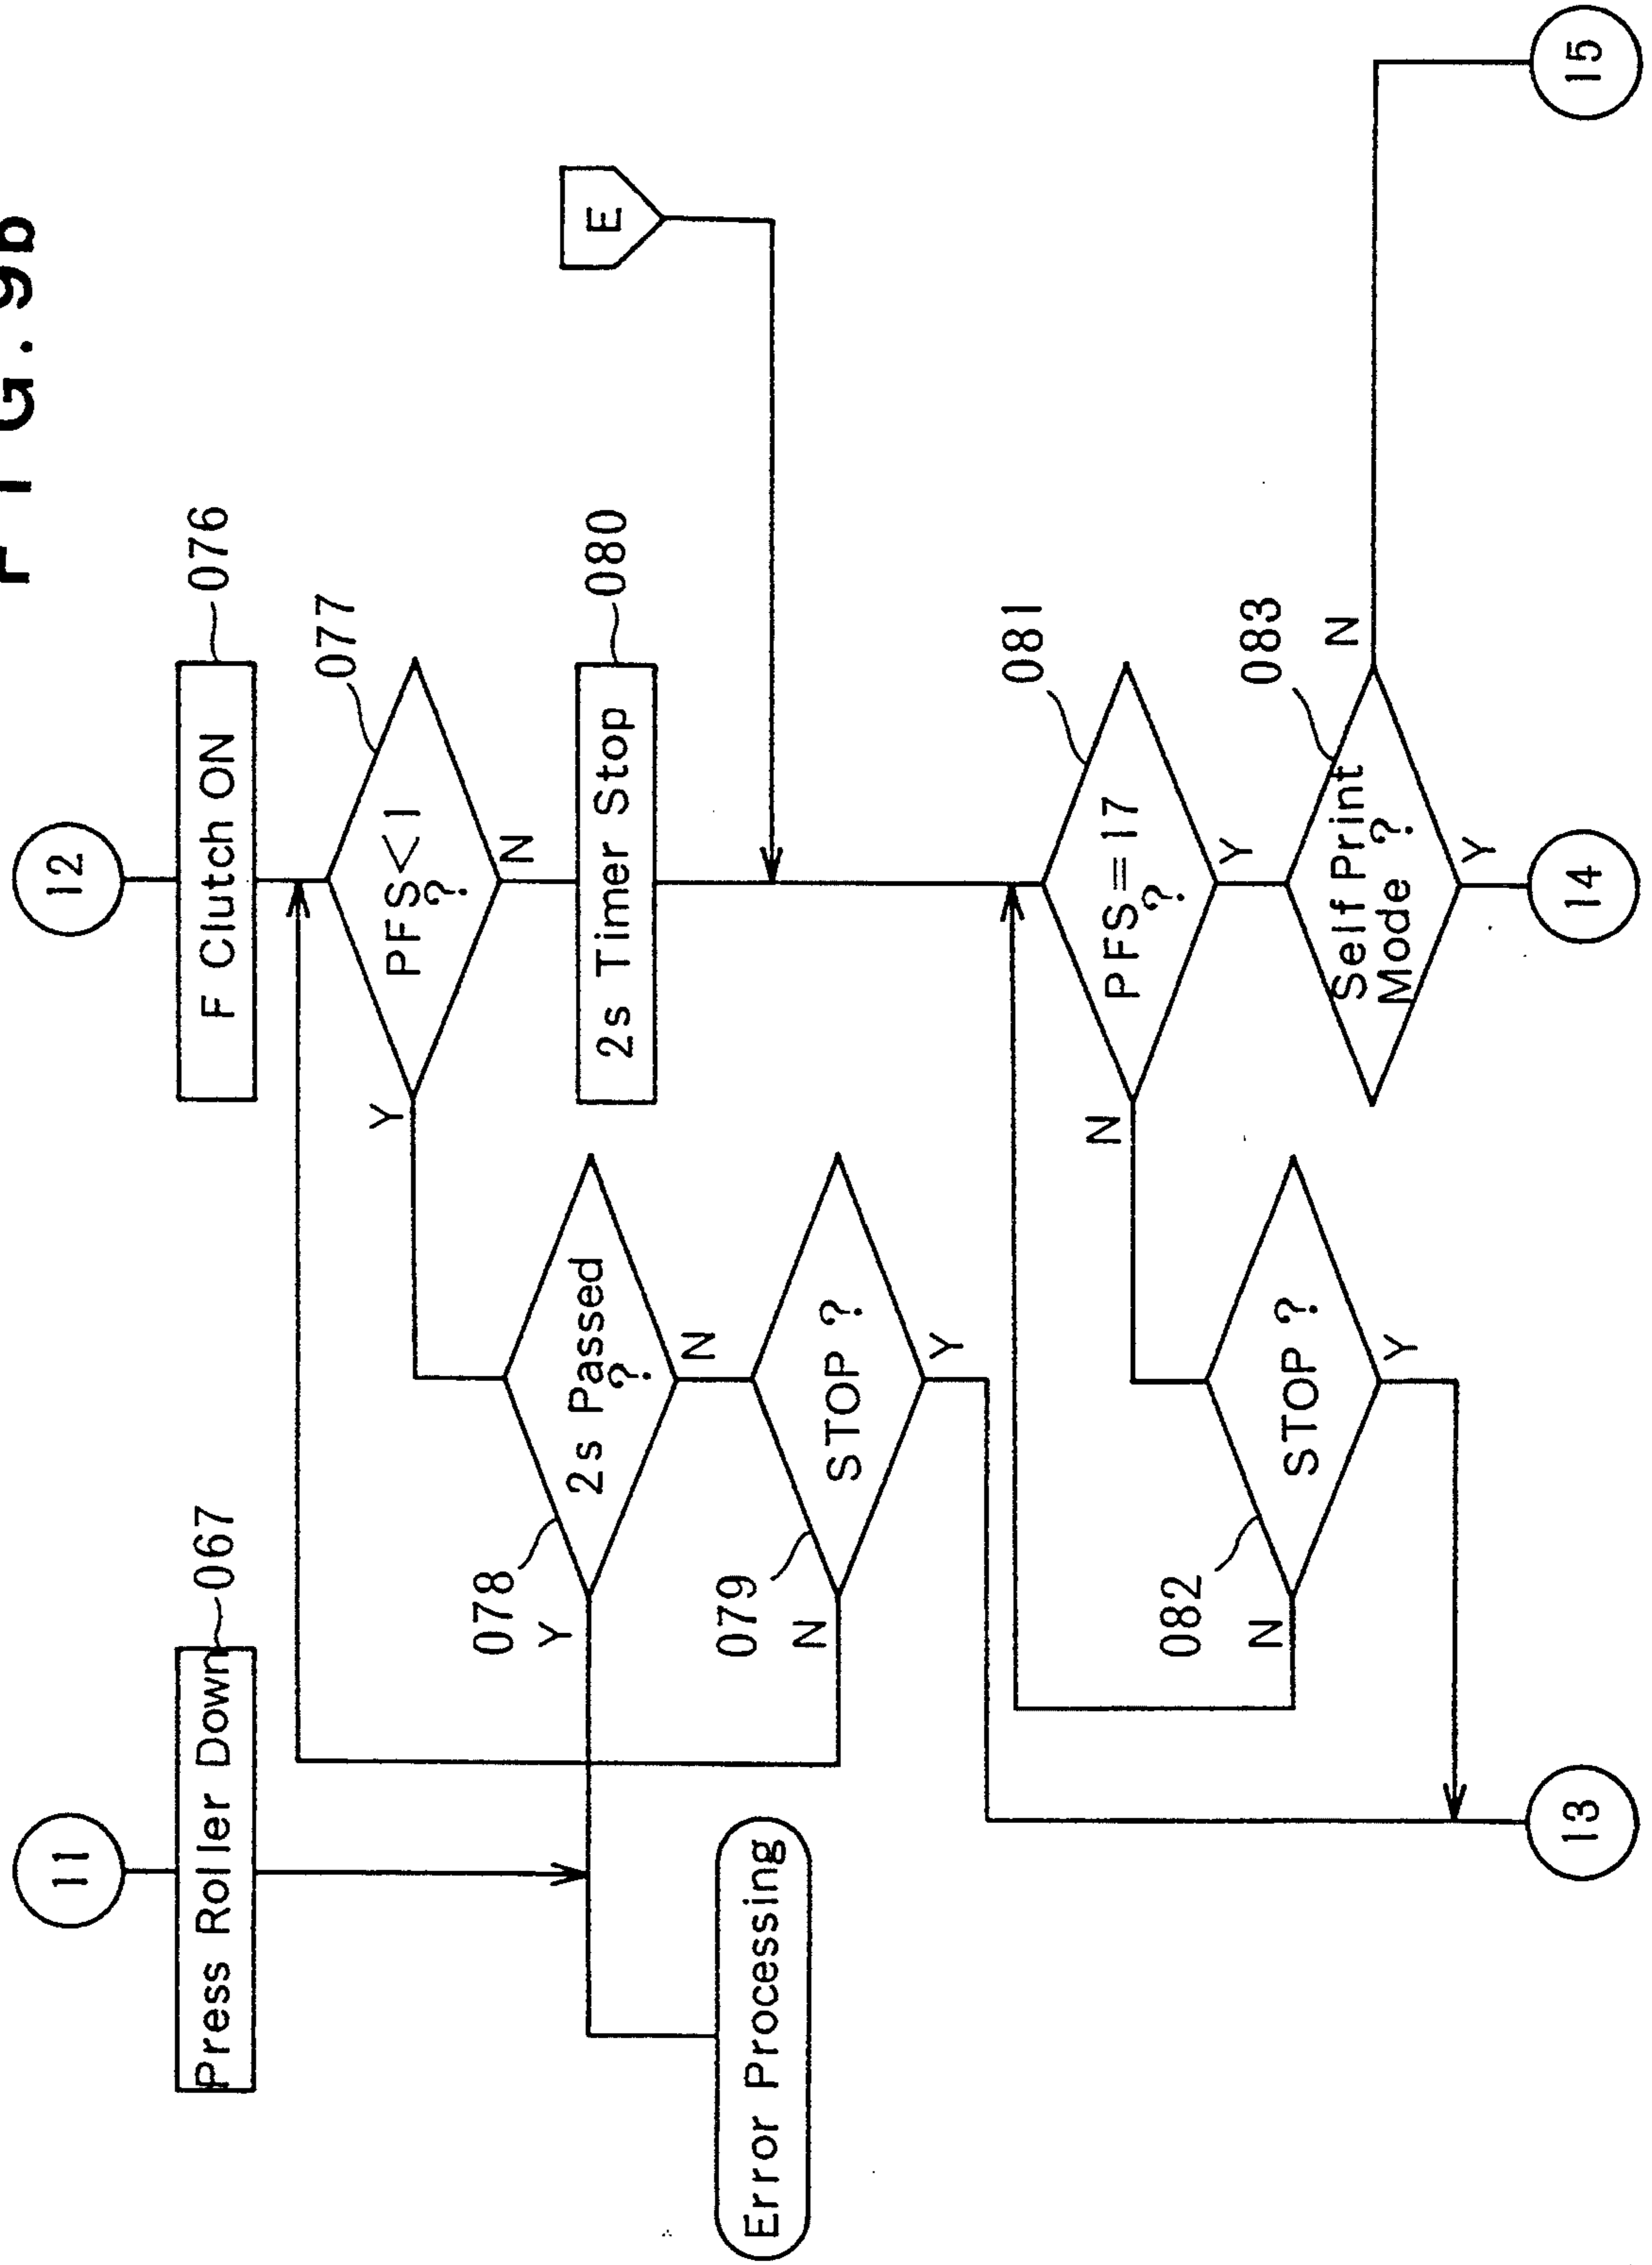 FIG. 9b
11
12
Press Roller Down
067
F Clutch ON
076
077
PFS<1
?
Y
N
078
2s Passed
?
Y
N
2s Timer Stop
080
E
079
STOP ?
N
Y
Error Processing
081
PFS=17
?
N
Y
082
STOP ?
N
Y
083
Self Print
Mode ?
N
Y
13
14
15